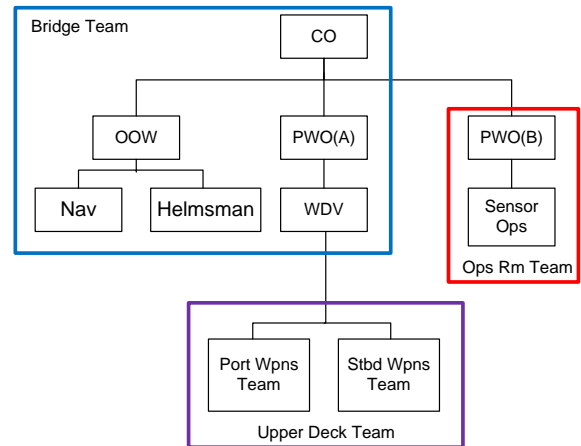 Bridge Team
CO
OOW
PWO(A)
PWO(B)
Nav
Helmsman
WDV
Sensor
Ops
Ops Rm Team
Port Wpns
Team
Stbd Wpns
Team
Upper Deck Team